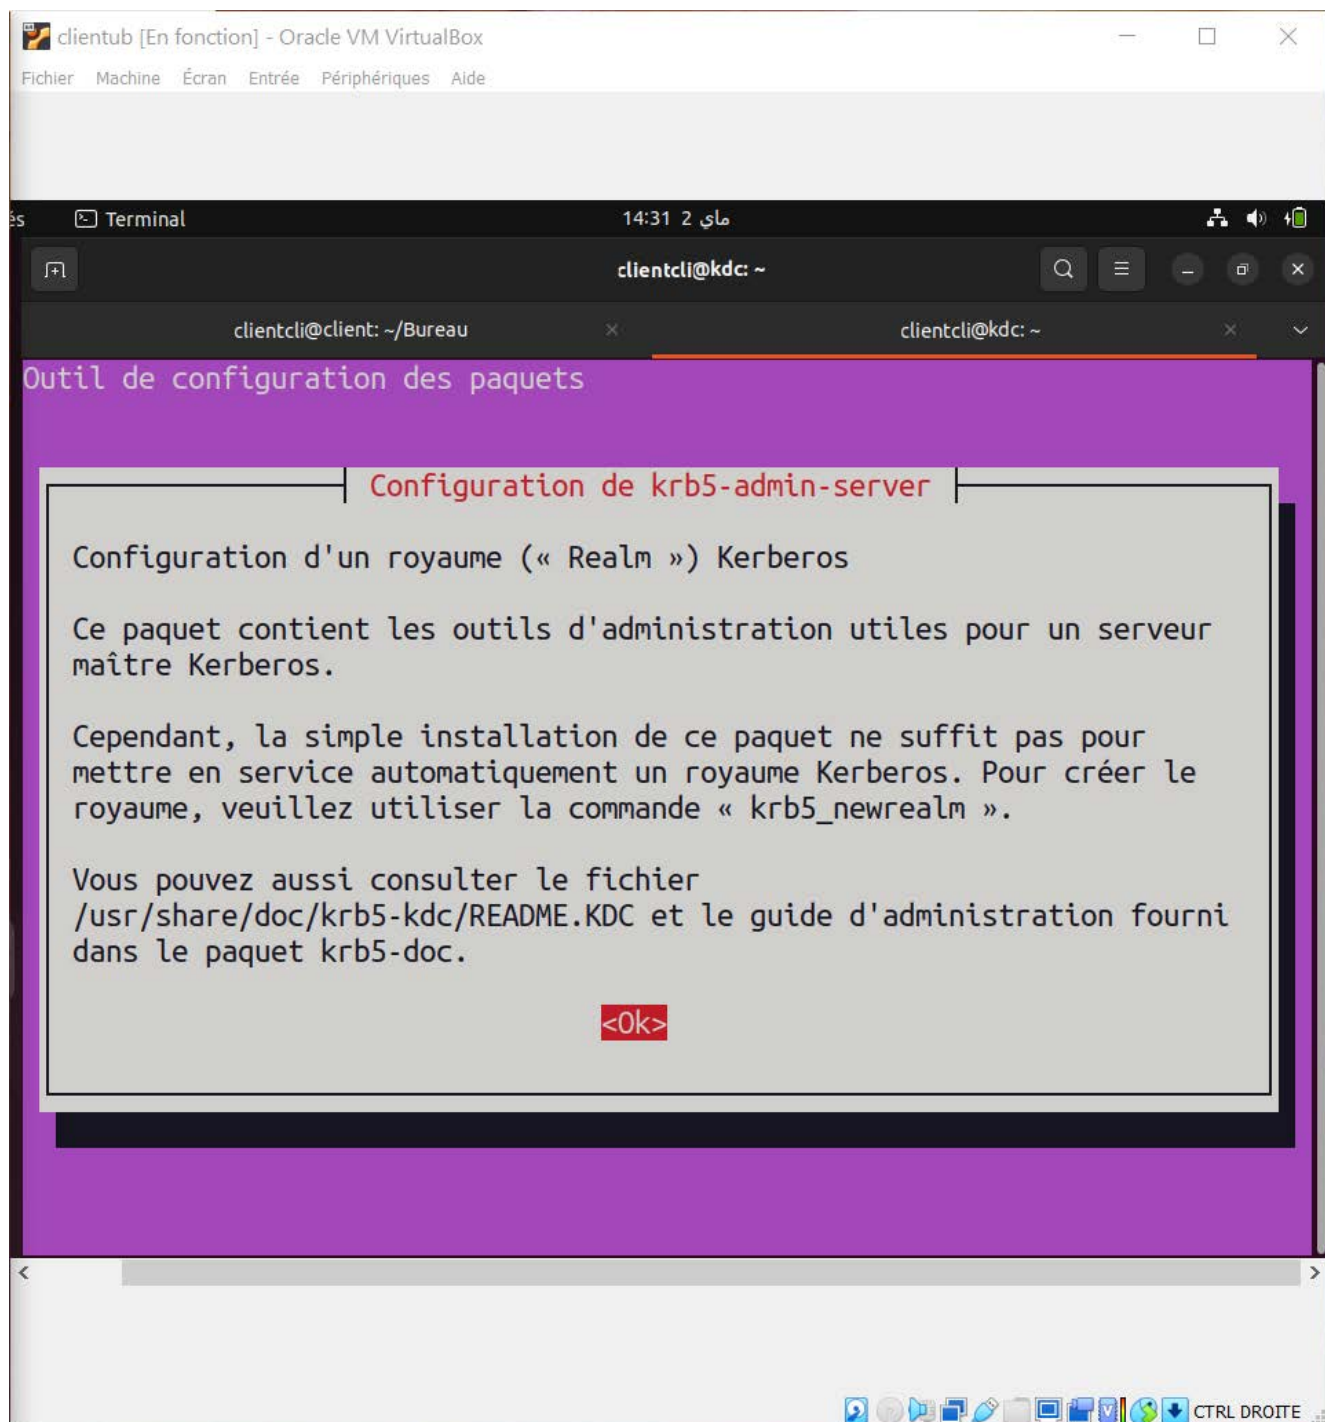 clientub [En fonction] - Oracle VM VirtualBox
Fichier Machine Écran Entrée Périphériques Aide
és Terminal 14:31 2 ماي
clientcli@kdc: ~
clientcli@client: ~/Bureau clientcli@kdc: ~
Outil de configuration des paquets
Configuration de krb5-admin-server
Configuration d'un royaume (« Realm ») Kerberos
Ce paquet contient les outils d'administration utiles pour un serveur
maître Kerberos.
Cependant, la simple installation de ce paquet ne suffit pas pour
mettre en service automatiquement un royaume Kerberos. Pour créer le
royaume, veuillez utiliser la commande « krb5_newrealm ».
Vous pouvez aussi consulter le fichier
/usr/share/doc/krb5-kdc/README.KDC et le guide d'administration fourni
dans le paquet krb5-doc.
<Ok>
CTRL DROITE